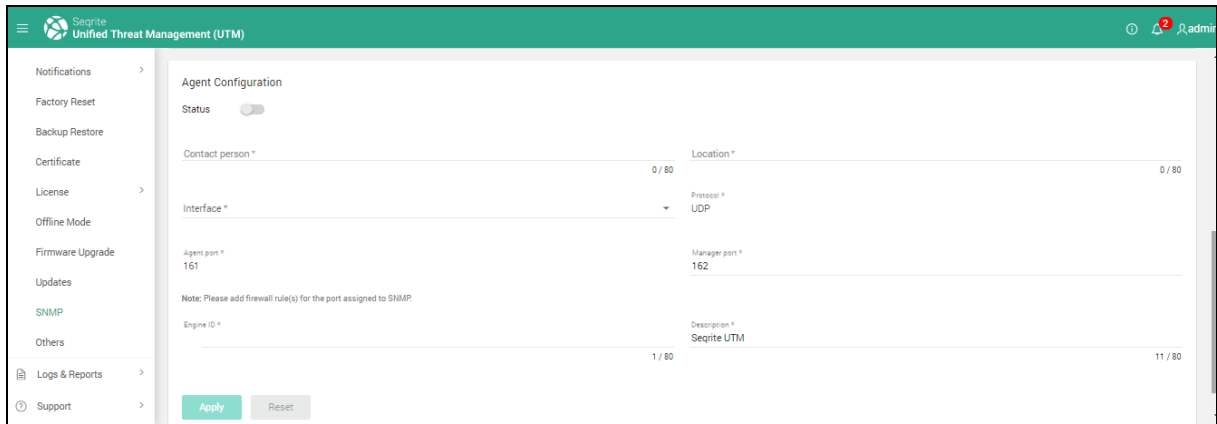 Seqrite
Unified Threat Management (UTM)
2
admin
Notifications
Factory Reset
Backup Restore
Certificate
License
Offline Mode
Firmware Upgrade
Updates
SNMP
Others
Logs & Reports
Support
Agent Configuration
Status
Contact person *
0 / 80
Location *
0 / 80
Interface *
Protocol *
UDP
Agent port *
161
Manager port *
162
Note: Please add firewall rule(s) for the port assigned to SNMP.
Engine ID *
1 / 80
Description *
Seqrite UTM
11 / 80
Apply
Reset